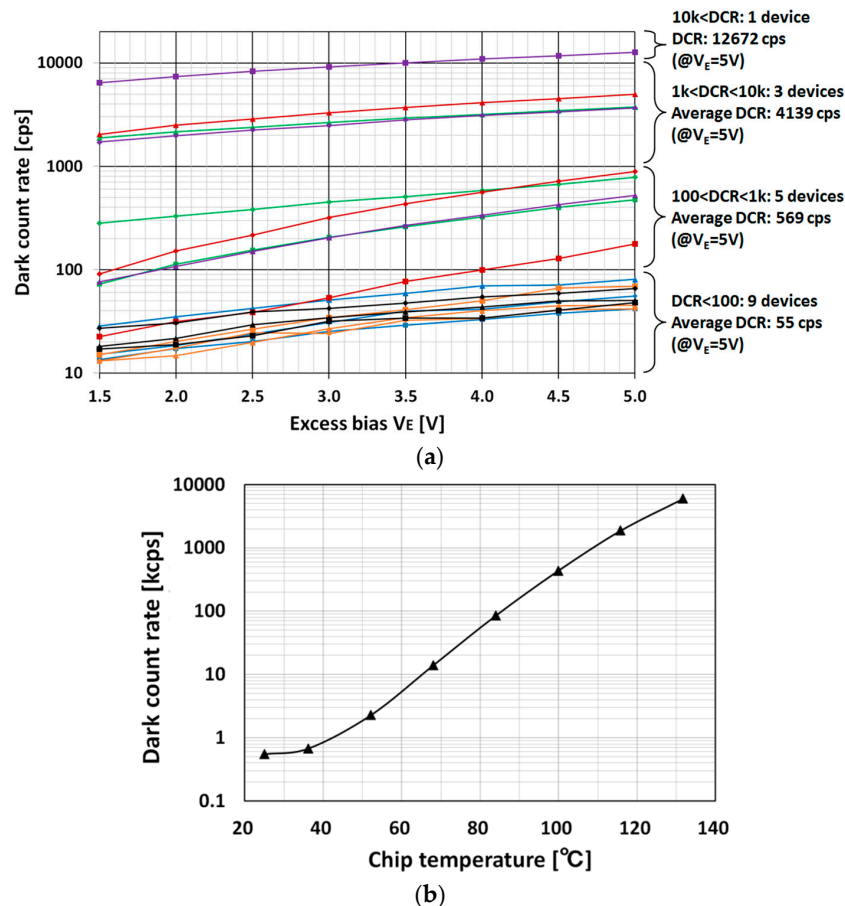 10k<DCR: 1 device
DCR: 12672 cps
(@VE=5V)
1k<DCR<10k: 3 devices
Average DCR: 4139 cps
(@VE=5V)
100<DCR<1k: 5 devices
Average DCR: 569 cps
(@VE=5V)
DCR<100: 9 devices
Average DCR: 55 cps
(@VE=5V)
Dark count rate [cps]
10000
1000
100
10
1.5 2.0 2.5 3.0 3.5 4.0 4.5 5.0
Excess bias VE [V]
(a)
Dark count rate [kcps]
10000
1000
100
10
1
0.1
20 40 60 80 100 120 140
Chip temperature [℃]
(b)